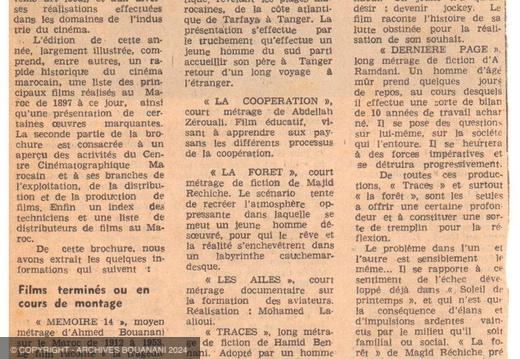 ses réalisations effectuées
dans les domaines de l'indus
trie du cinéma.
L'édition de cette an-
née, largement illustrée, com-
prend, entre autres, un ra-
pide historique du cinéma
marocain, une liste des prin-
cipaux films réalisés au Ma-
roc de 1897 à ce jour, ainsi
qu'une présentation de cer-
taines œuvres marquantes.
La seconde partie de la bro-
chure est consacrée à un
aperçu des activités du Cen-
tre Cinématographique Ma
rocain et à ses branches de
l'exploitation, de la distribu-
tion et de la production de
films. Enfin un index des
techniciens et une liste de
distributeurs de films au Ma-
roc.
De cette brochure, nous
avons extrait les quelques in-
formations qui suivent :
Films terminés ou en
cours de montage
« MEMOIRE 14 », moyen
métrage d'Ahmed Bouanani
sur le Maroc de 1912 à 1953.
rocaines, de la côte atlanti-
que de Tarfaya à Tanger. La
présentation s'effectue par
le truchement qu'effectue un
jeune homme du sud parti
accueillir son père à Tanger
retour d'un long voyage à
l'étranger.
« LA COOPERATION »,
court métrage de Abdellah
Zérouali. Film éducatif, vi-
sant à apprendre aux pay-
sans les différents processus
de la coopération.
« LA FORET », court
métrage de fiction de Majid
Réchiche. Le scénario tente
de recréer l'atmosphère op-
pressante dans laquelle se
meut un jeune homme dé-
sœuvré, pour qui le rêve et
la réalité s'enchevêtrent dans
un labyrinthe cauchemar-
desque.
« LES AILES », court
métrage documentaire sur
la formation des aviateurs.
Réalisation : Mohamed La-
alioui.
« TRACES », long métra-
ge de fiction de Hamid Ben-
nani. Adopté par un homme
désir : devenir jockey. Le
film raconte l'histoire de sa
lutte obstinée pour la réali-
sation de son souhait.
« DERNIERE PAGE »,
long métrage de fiction d'A
Ramdani. Un homme d'âge
mûr prend quelques jours
de repos, au cours desquels
il effectue une sorte de bilan
de 10 années de travail achar
né. Il se pose des question,
sur lui-même, sur la société
qui l'entoure. Il se heurtera
à des forces impératives et
se détruira progressivement.
De toutes ces produc-
tions, « Traces » et surtout
« la forêt », sont les seules
à offrir une certaine profon-
deur et à constituer une sor-
te de tremplin pour la ré-
flexion.
Le problème dans l'un et
l'autre est sensiblement le
même... Il se rapporte à ce
sentiment de l'échec déve-
loppé déjà dans « Soleil de
printemps », et qui n'est que
la conséquence d'élans et
d'impulsions ardentes vain-
cus par le milieu qu'il soit
familial ou social. « La fo-
rêt » de Majid Réchiche pré
© COPYRIGHT - ARCHIVES BOUANANI 2024